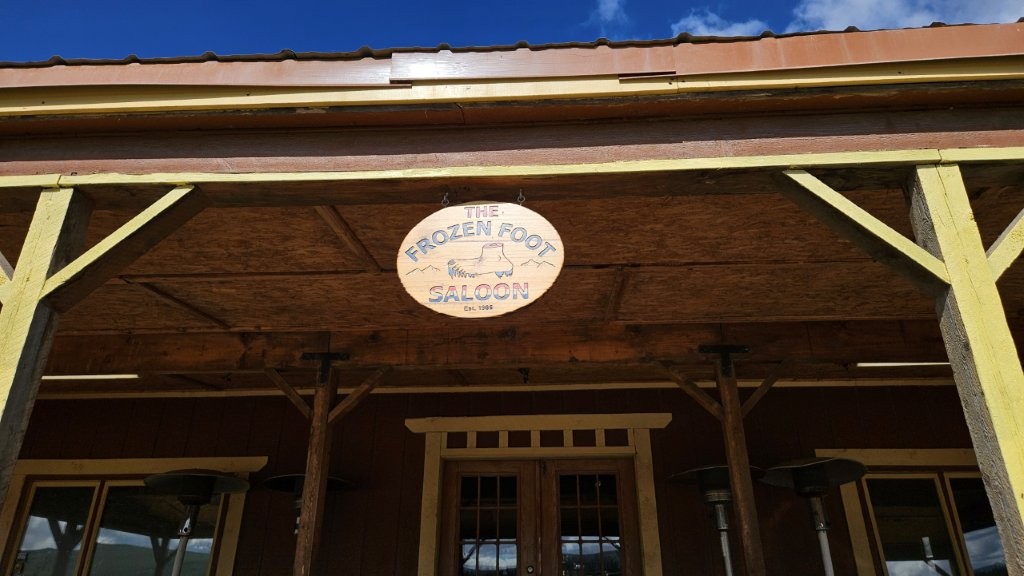 THE
FROZEN FOOT
SALOON